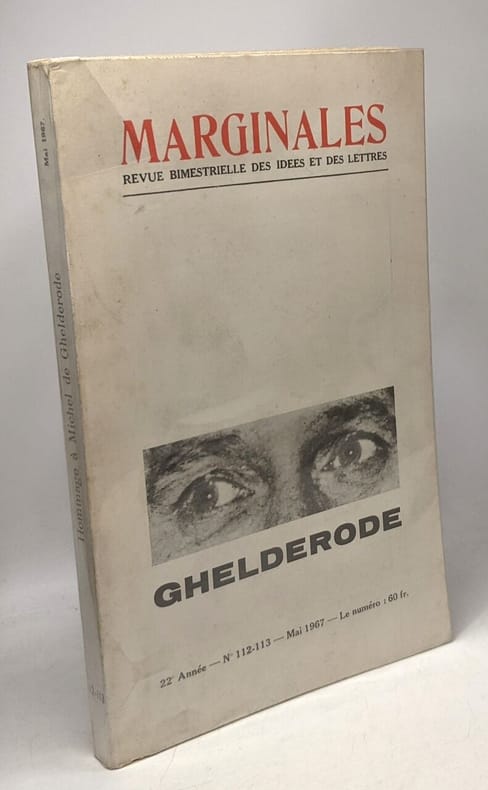 MARGINALES
REVUE BIMESTRIELLE DES IDEES ET DES LETTRES
GHELDERODE
22e Année — N° 112-113 — Mai 1967 — Le numéro : 60 fr.
Mai 1967.
Hommage à Michel de Ghelderode